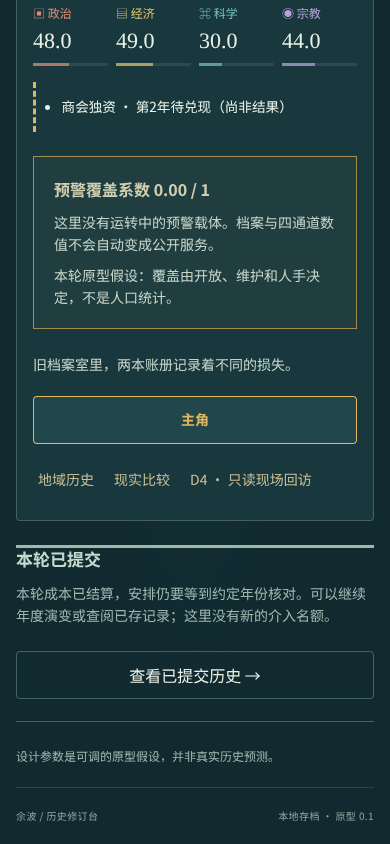 政治 经济 科学 宗教
48.0 49.0 30.0 44.0
商会独资 · 第2年待兑现（尚非结果）
预警覆盖系数 0.00 / 1
这里没有运转中的预警载体。档案与四通道数
值不会自动变成公开服务。
本轮原型假设：覆盖由开放、维护和人手决
定，不是人口统计。
旧档案室里，两本账册记录着不同的损失。
主角
地域历史 现实比较 D4 · 只读现场回访
本轮已提交
本轮成本已结算，安排仍要等到约定年份核对。可以继续
年度演变或查阅已存记录；这里没有新的介入名额。
查看已提交历史 →
设计参数是可调的原型假设，并非真实历史预测。
余波 / 历史修订台 本地存档 · 原型 0.1